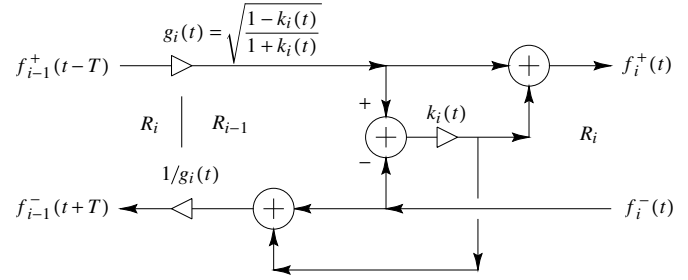 g_i(t) = √((1 − k_i(t)) / (1 + k_i(t)))
f_{i−1}^+(t−T)
+
f_i^+(t)
+
k_i(t)
R_i
R_{i−1}
+
R_i
−
1/g_i(t)
f_{i−1}^−(t+T)
+
f_i^−(t)